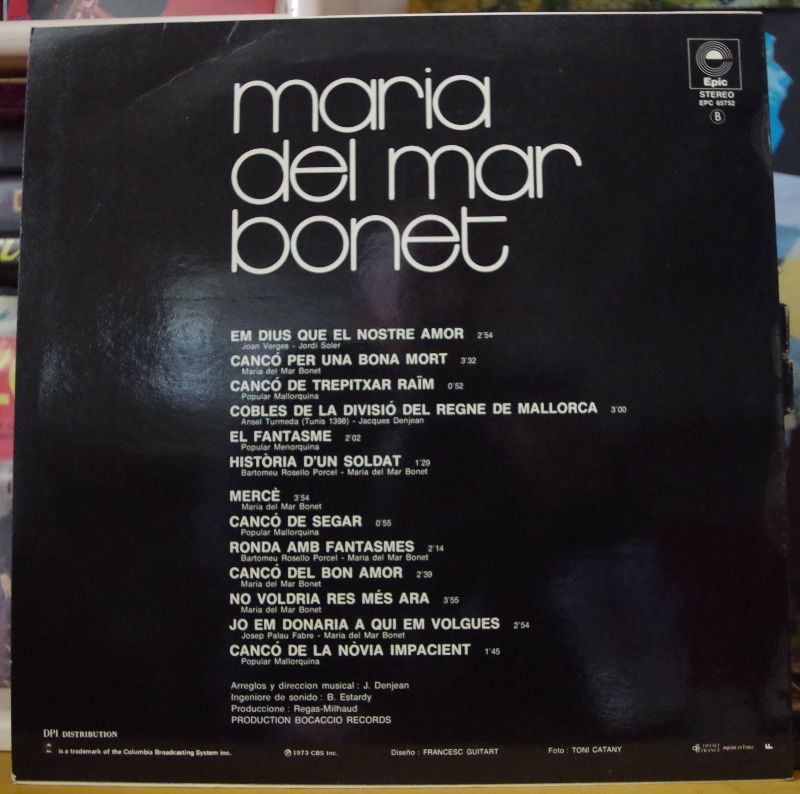 maria
del mar
bonet
Epic
STEREO
EPC 65752
B
EM DIUS QUE EL NOSTRE AMOR 2'54
Joan Verges - Jordi Soler
CANCÓ PER UNA BONA MORT 3'32
Maria del Mar Bonet
CANCÓ DE TREPITXAR RAÏM 0'52
Popular Mallorquina
COBLES DE LA DIVISIÓ DEL REGNE DE MALLORCA 3'00
Ansel Turmeda (Tunis 1398) - Jacques Denjean
EL FANTASME 2'02
Popular Menorquina
HISTÒRIA D'UN SOLDAT 1'29
Bartomeu Rosello Porcel - Maria del Mar Bonet
MERCÈ 3'54
Maria del Mar Bonet
CANCÓ DE SEGAR 0'55
Popular Mallorquina
RONDA AMB FANTASMES 2'14
Bartomeu Rosello Porcel - Maria del Mar Bonet
CANCÓ DEL BON AMOR 2'39
Maria del Mar Bonet
NO VOLDRIA RES MÉS ARA 3'55
Maria del Mar Bonet
JO EM DONARIA A QUI EM VOLGUES 2'54
Josep Palau Fabre - Maria del Mar Bonet
CANCÓ DE LA NÒVIA IMPACIENT 1'45
Popular Mallorquina
Arreglos y direccion musical : J. Denjean
Ingeniore de sonido : B. Estardy
Produccione : Regas-Milhaud
PRODUCTION BOCACCIO RECORDS
DPI DISTRIBUTION
is a trademark of the Columbia Broadcasting System inc.
℗ 1973 CBS Inc.
Diseño : FRANCESC GUITART
Foto : TONI CATANY
OFFSET FRANCE imprimé en France